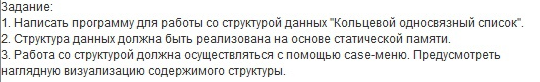 Задание:
1. Написать программу для работы со структурой данных "Кольцевой односвязный список".
2. Структура данных должна быть реализована на основе статической памяти.
3. Работа со структурой должна осуществляться с помощью case-меню. Предусмотреть
наглядную визуализацию содержимого структуры.